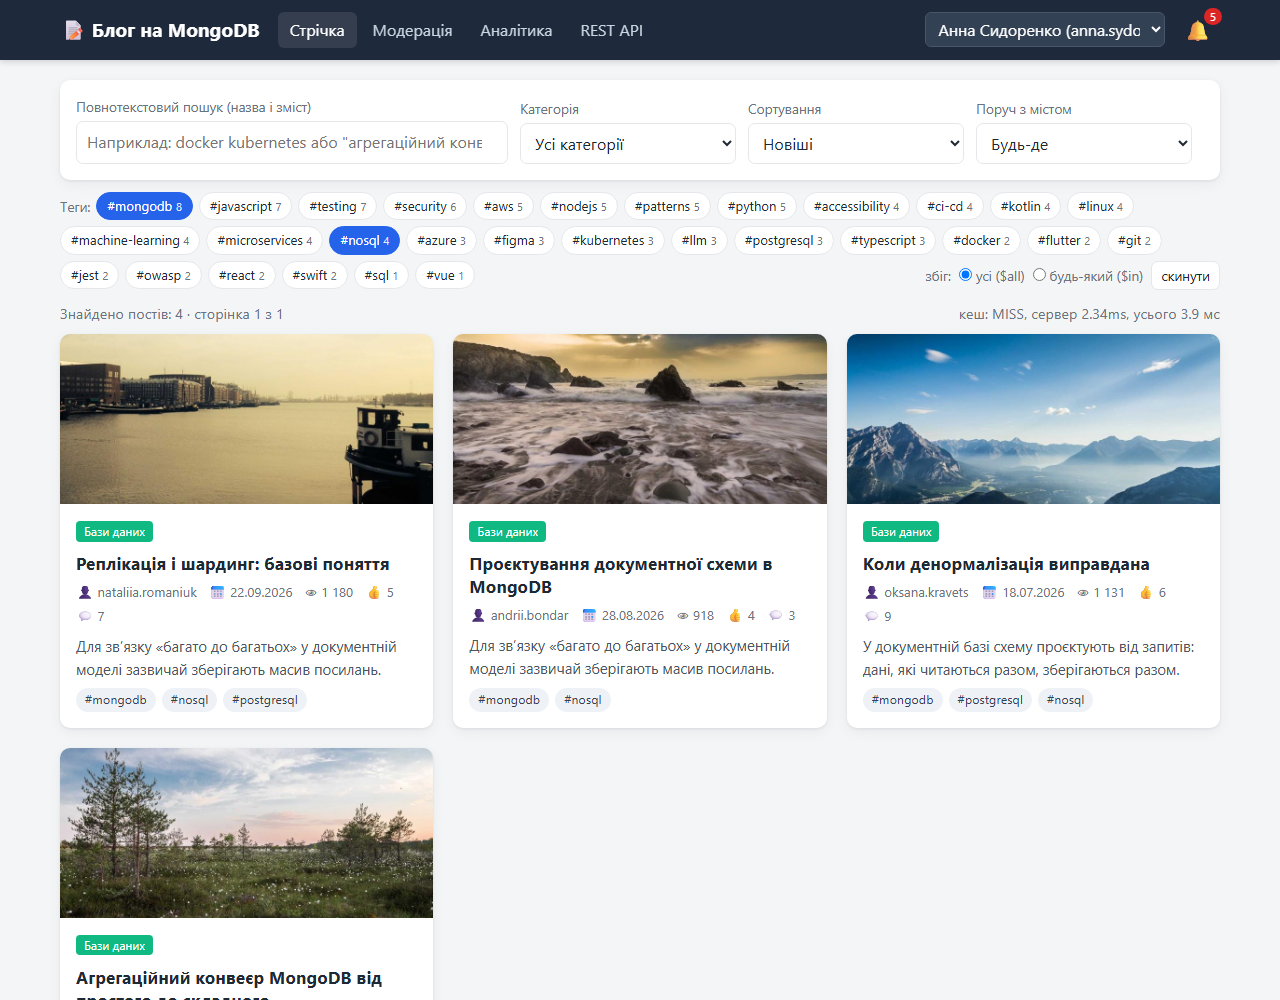 Блог на MongoDB Стрічка Модерація Аналітика REST API Анна Сидоренко (anna.sydo 5
Повнотекстовий пошук (назва і зміст) Категорія Сортування Поруч з містом
Наприклад: docker kubernetes або "агрегаційний конв Усі категорії Новіші Будь-де
Теги: #mongodb 8 #javascript 7 #testing 7 #security 6 #aws 5 #nodejs 5 #patterns 5 #python 5 #accessibility 4 #ci-cd 4 #kotlin 4 #linux 4
#machine-learning 4 #microservices 4 #nosql 4 #azure 3 #figma 3 #kubernetes 3 #llm 3 #postgresql 3 #typescript 3 #docker 2 #flutter 2 #git 2
#jest 2 #owasp 2 #react 2 #swift 2 #sql 1 #vue 1 збіг: усі ($all) будь-який ($in) скинути
Знайдено постів: 4 · сторінка 1 з 1 кеш: MISS, сервер 2.34ms, усього 3.9 мс
Бази даних
Реплікація і шардинг: базові поняття
nataliia.romaniuk 22.09.2026 1 180 5
7
Для зв’язку «багато до багатьох» у документній
моделі зазвичай зберігають масив посилань.
#mongodb #nosql #postgresql
Бази даних
Проєктування документної схеми в
MongoDB
andrii.bondar 28.08.2026 918 4 3
Для зв’язку «багато до багатьох» у документній
моделі зазвичай зберігають масив посилань.
#mongodb #nosql
Бази даних
Коли денормалізація виправдана
oksana.kravets 18.07.2026 1 131 6
9
У документній базі схему проєктують від запитів:
дані, які читаються разом, зберігаються разом.
#mongodb #postgresql #nosql
Бази даних
Агрегаційний конвеєр MongoDB від
простого до складного